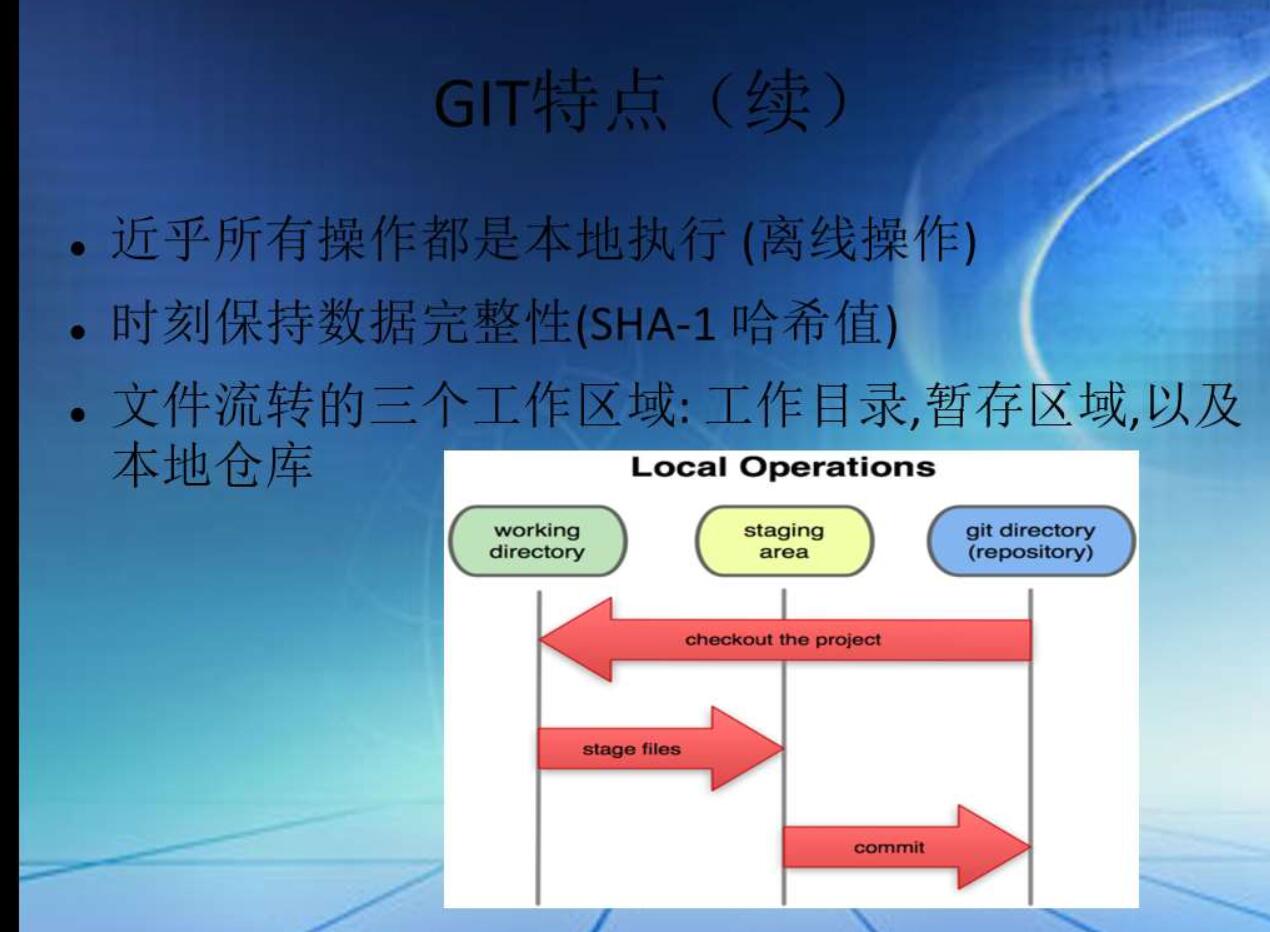 GIT特点（续）
• 近乎所有操作都是本地执行 (离线操作)
• 时刻保持数据完整性(SHA-1 哈希值)
• 文件流转的三个工作区域: 工作目录,暂存区域,以及
本地仓库
Local Operations
working
directory
staging
area
git directory
(repository)
checkout the project
stage files
commit